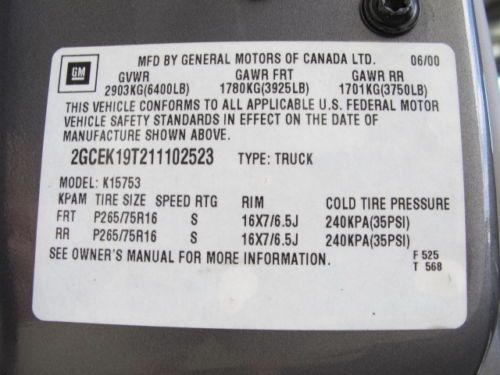 MFD BY GENERAL MOTORS OF CANADA LTD. 06/00
GM
GVWR GAWR FRT GAWR RR
2903KG(6400LB) 1780KG(3925LB) 1701KG(3750LB)
THIS VEHICLE CONFORMS TO ALL APPLICABLE U.S. FEDERAL MOTOR
VEHICLE SAFETY STANDARDS IN EFFECT ON THE DATE OF
MANUFACTURE SHOWN ABOVE.
2GCEK19T211102523 TYPE: TRUCK
MODEL: K15753
KPAM TIRE SIZE SPEED RTG RIM COLD TIRE PRESSURE
FRT P265/75R16 S 16X7/6.5J 240KPA(35PSI)
RR P265/75R16 S 16X7/6.5J 240KPA(35PSI)
SEE OWNER'S MANUAL FOR MORE INFORMATION. F 525
T 568